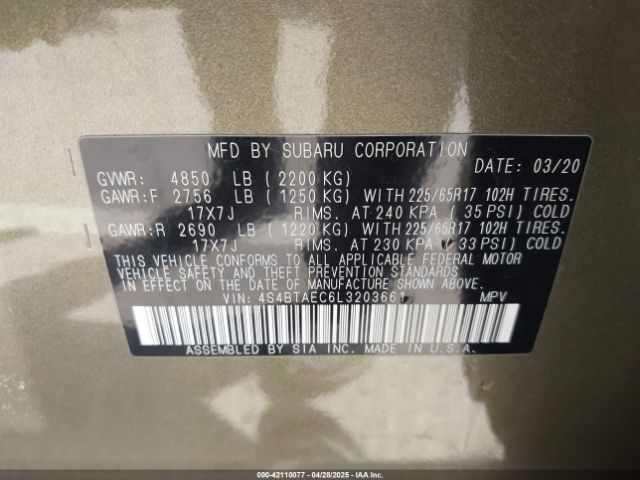 MFD BY SUBARU CORPORATION
DATE: 03/20
GVWR: 4850 LB (2200 KG)
GAWR:F 2756 LB (1250 KG) WITH 225/65R17 102H TIRES.
17X7J RIMS. AT 240 KPA ( 35 PSI) COLD
GAWR:R 2690 LB (1220 KG) WITH 225/65R17 102H TIRES.
17X7J RIMS. AT 230 KPA ( 33 PSI) COLD
THIS VEHICLE CONFORMS TO ALL APPLICABLE FEDERAL MOTOR
VEHICLE SAFETY AND THEFT PREVENTION STANDARDS
IN EFFECT ON THE DATE OF MANUFACTURE SHOWN ABOVE.
VIN: 4S4BTAEC6L3203661 MPV
ASSEMBLED BY SIA INC. MADE IN U.S.A.
000-42110077 - 04/28/2025 - IAA Inc.